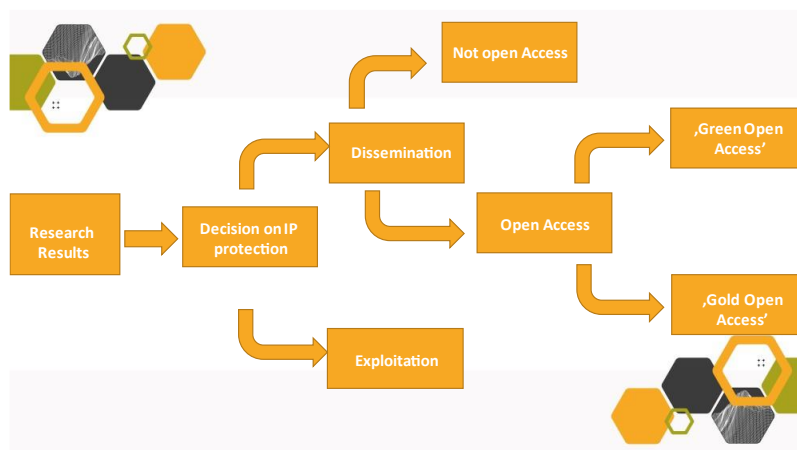 Not open Access
Dissemination
‚Green Open
Access’
Research
Results
Decision on IP
protection
Open Access
‚Gold Open
Access’
Exploitation